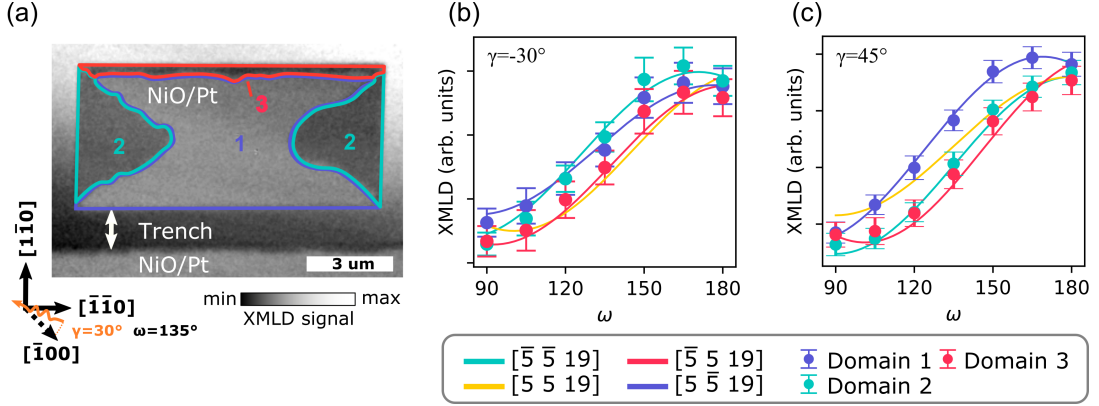 (a)
NiO/Pt
3
2
1
2
Trench
NiO/Pt
3 um
[11̅0]
[1̅1̅0]
γ=30° ω=135°
[1̅00]
min max
XMLD signal
(b)
γ=-30°
XMLD (arb. units)
90 120 150 180
ω
(c)
γ=45°
XMLD (arb. units)
90 120 150 180
ω
[5̅ 5̅ 19] [5̅ 5 19] Domain 1 Domain 3
[5 5 19] [5 5̅ 19] Domain 2